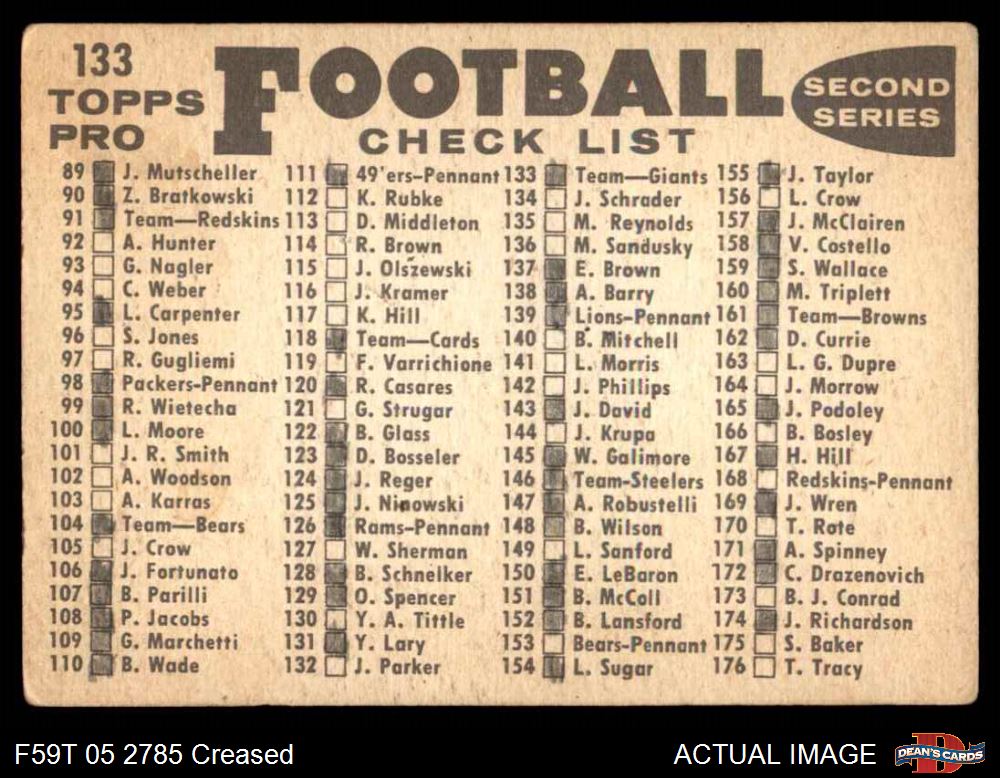 133
TOPPS
PRO
FOOTBALL
CHECK LIST
SECOND
SERIES
89 J. Mutscheller
90 Z. Bratkowski
91 Team—Redskins
92 A. Hunter
93 G. Nagler
94 C. Weber
95 L. Carpenter
96 S. Jones
97 R. Gugliemi
98 Packers-Pennant
99 R. Wietecha
100 L. Moore
101 J. R. Smith
102 A. Woodson
103 A. Karras
104 Team—Bears
105 J. Crow
106 J. Fortunato
107 B. Parilli
108 P. Jacobs
109 G. Marchetti
110 B. Wade
111 49'ers-Pennant
112 K. Rubke
113 D. Middleton
114 R. Brown
115 J. Olszewski
116 J. Kramer
117 K. Hill
118 Team—Cards
119 F. Varrichione
120 R. Casares
121 G. Strugar
122 B. Glass
123 D. Bosseler
124 J. Reger
125 J. Ninowski
126 Rams-Pennant
127 W. Sherman
128 B. Schnelker
129 O. Spencer
130 Y. A. Tittle
131 Y. Lary
132 J. Parker
133 Team—Giants
134 J. Schrader
135 M. Reynolds
136 M. Sandusky
137 E. Brown
138 A. Barry
139 Lions-Pennant
140 B. Mitchell
141 L. Morris
142 J. Phillips
143 J. David
144 J. Krupa
145 W. Galimore
146 Team-Steelers
147 A. Robustelli
148 B. Wilson
149 L. Sanford
150 E. LeBaron
151 B. McColl
152 B. Lansford
153 Bears-Pennant
154 L. Sugar
155 J. Taylor
156 L. Crow
157 J. McClairen
158 V. Costello
159 S. Wallace
160 M. Triplett
161 Team—Browns
162 D. Currie
163 L. G. Dupre
164 J. Morrow
165 J. Podoley
166 B. Bosley
167 H. Hill
168 Redskins-Pennant
169 J. Wren
170 T. Rote
171 A. Spinney
172 C. Drazenovich
173 B. J. Conrad
174 J. Richardson
175 S. Baker
176 T. Tracy
F59T 05 2785 Creased
ACTUAL IMAGE
DEAN'S CARDS